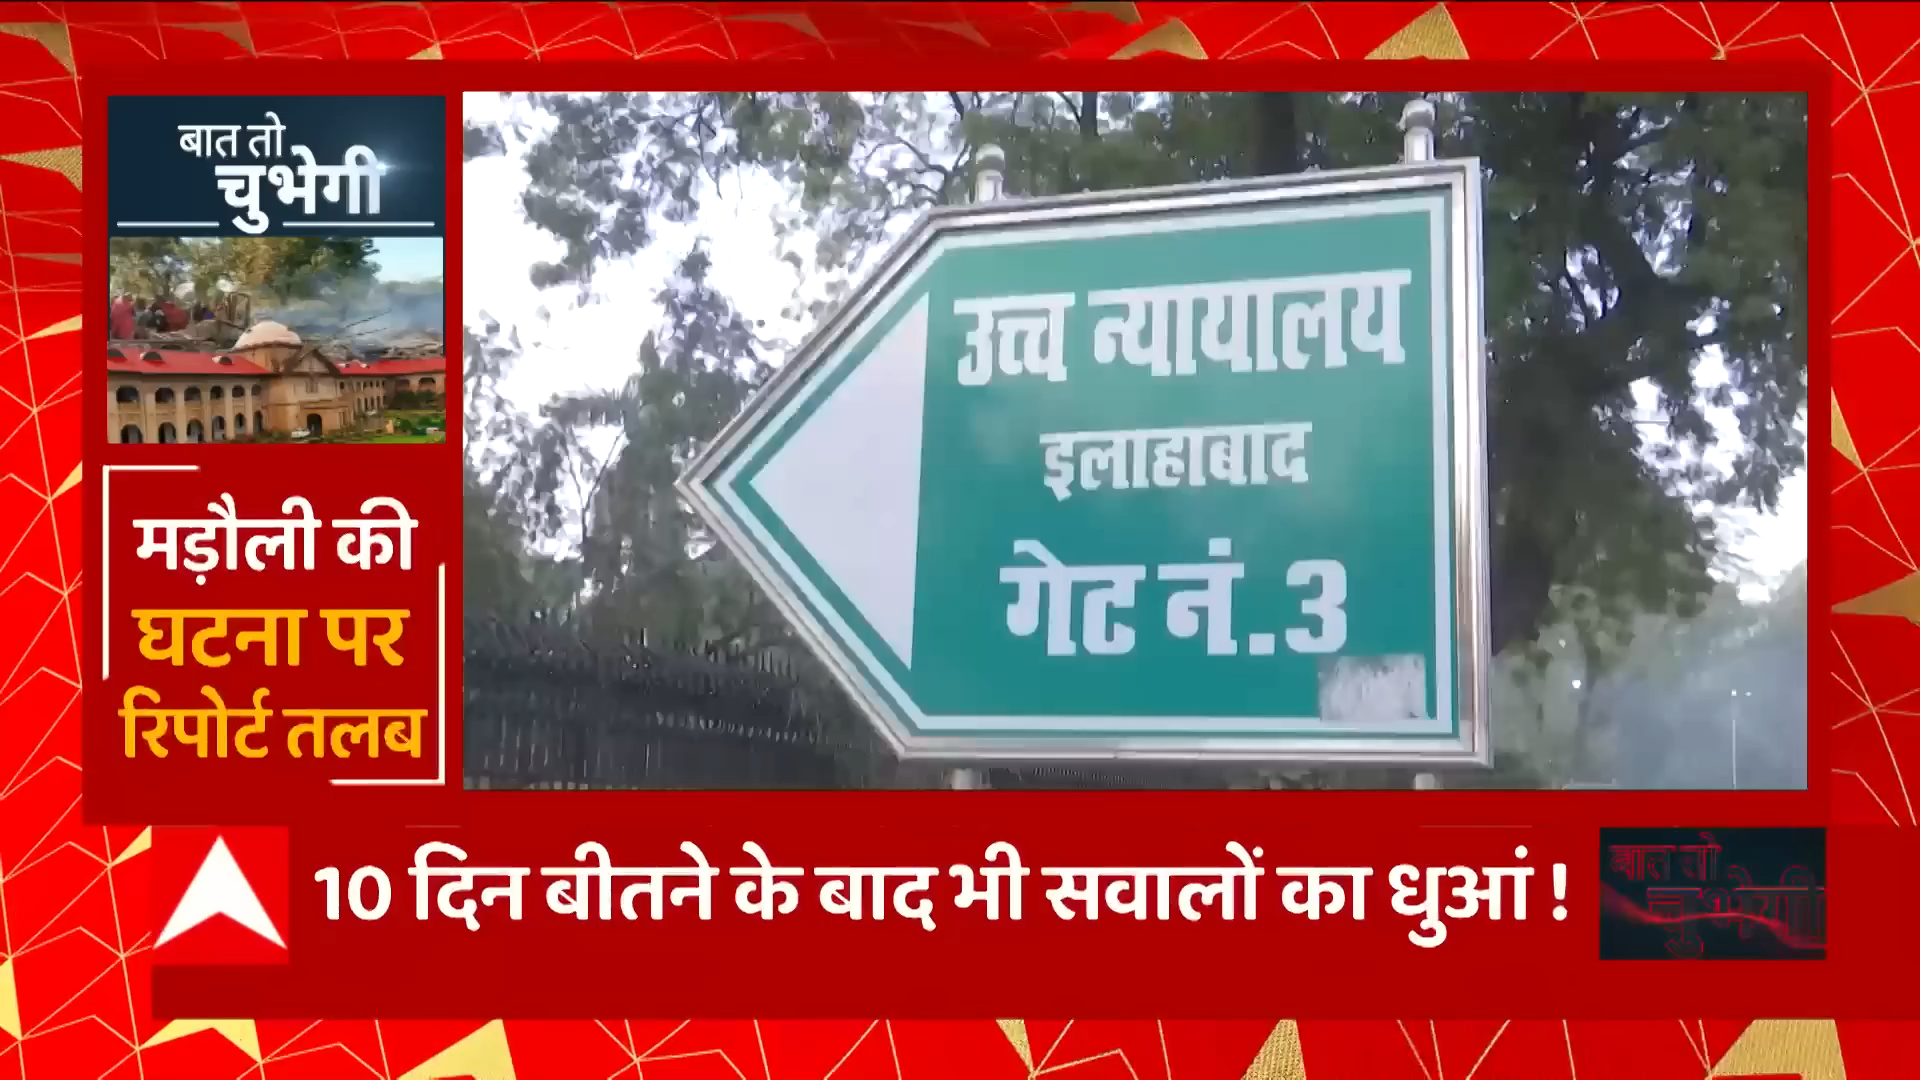 बात तो
चुभेगी
मड़ौली की
घटना पर
रिपोर्ट तलब
उच्च न्यायालय
इलाहाबाद
गेट नं.3
10 दिन बीतने के बाद भी सवालों का धुआं !
बात तो
चुभेगी